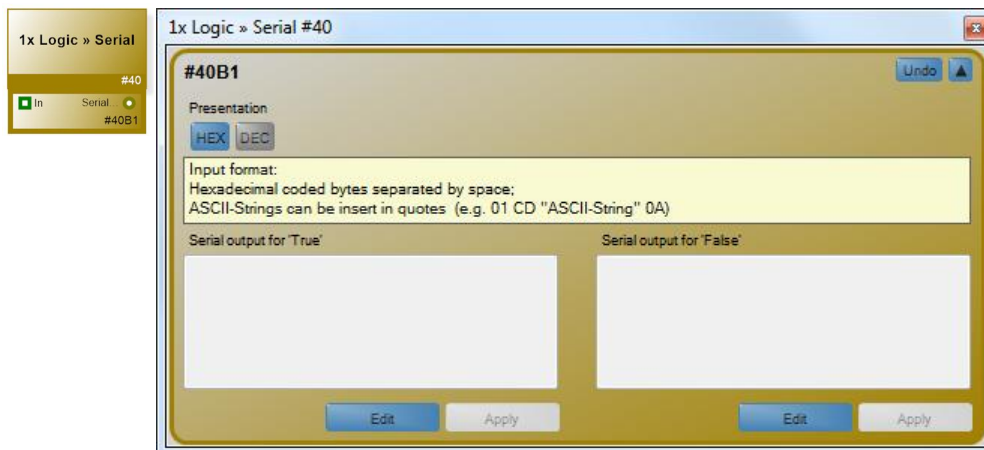 1x Logic » Serial
#40
In Serial...
#40B1
1x Logic » Serial #40
#40B1
Undo
Presentation
HEX DEC
Input format:
Hexadecimal coded bytes separated by space;
ASCII-Strings can be insert in quotes (e.g. 01 CD "ASCII-String" 0A)
Serial output for 'True'
Serial output for 'False'
Edit Apply
Edit Apply